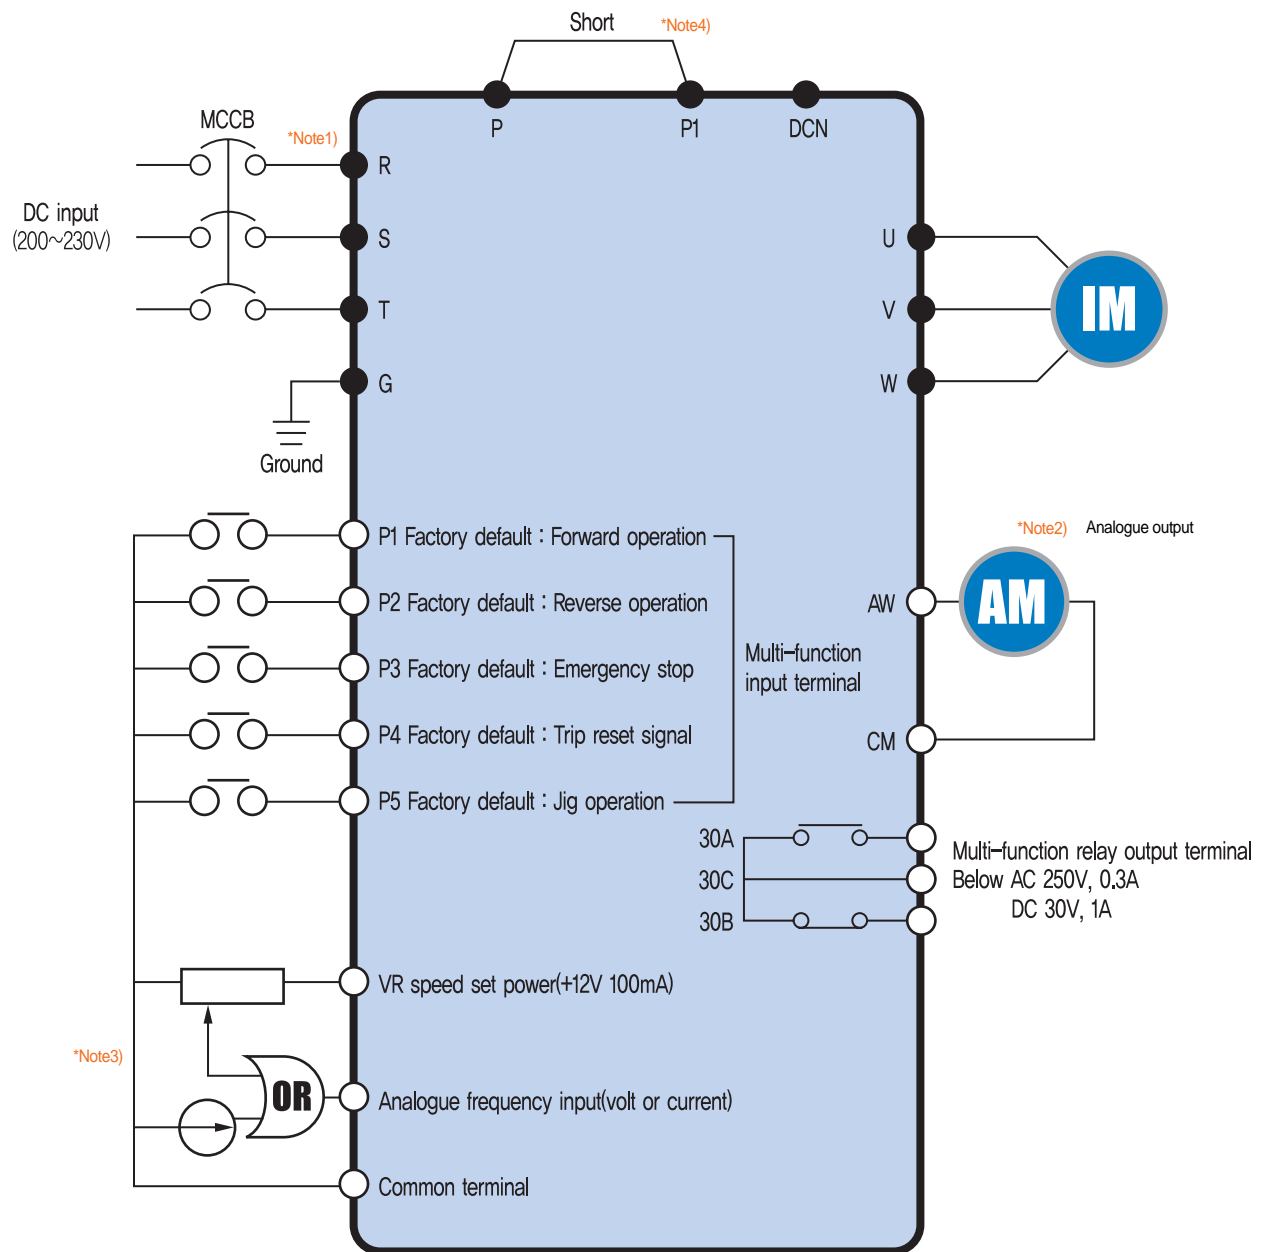 Short *Note4)
P P1 DCN
MCCB
*Note1)
R
DC input
(200~230V)
S
T
G
Ground
U
V
W
IM
P1 Factory default : Forward operation
P2 Factory default : Reverse operation
P3 Factory default : Emergency stop
P4 Factory default : Trip reset signal
P5 Factory default : Jig operation
Multi-function
input terminal
*Note2) Analogue output
AW
AM
CM
30A
30C
30B
Multi-function relay output terminal
Below AC 250V, 0.3A
DC 30V, 1A
VR speed set power(+12V 100mA)
*Note3)
OR
Analogue frequency input(volt or current)
Common terminal